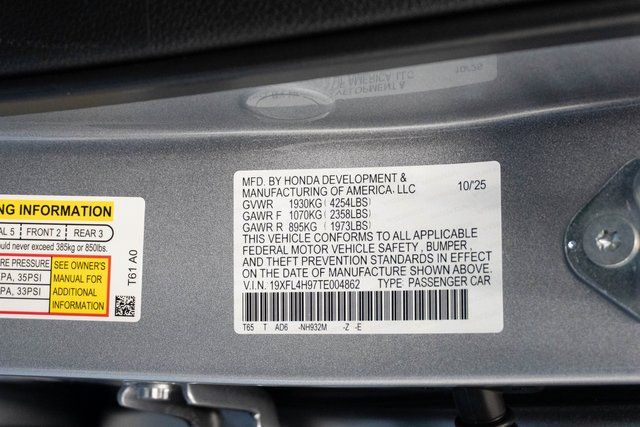 MFD. BY HONDA DEVELOPMENT &
MANUFACTURING OF AMERICA, LLC 10/'25
GVWR 1930KG ( 4254LBS)
GAWR F 1070KG ( 2358LBS)
GAWR R 895KG ( 1973LBS)
THIS VEHICLE CONFORMS TO ALL APPLICABLE
FEDERAL MOTOR VEHICLE SAFETY , BUMPER ,
AND THEFT PREVENTION STANDARDS IN EFFECT
ON THE DATE OF MANUFACTURE SHOWN ABOVE.
V.I.N. 19XFL4H97TE004862 TYPE: PASSENGER CAR
T65 T AD6 -NH932M -Z -E
NG INFORMATION
AL 5 FRONT 2 REAR 3
ould never exceed 385kg or 850lbs.
RE PRESSURE
PA, 35PSI
PA, 33PSI
SEE OWNER'S
MANUAL FOR
ADDITIONAL
INFORMATION
T61 A0